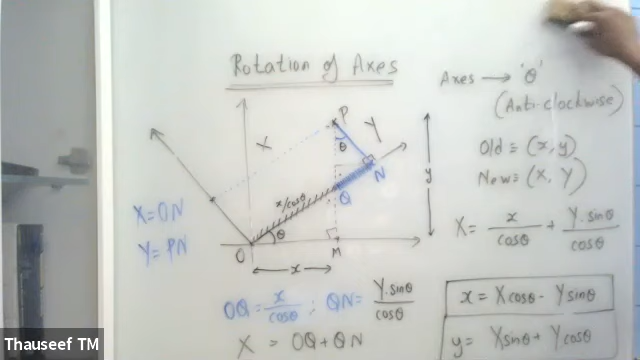 Rotation of Axes
Axes → 'θ'
(Anti-clockwise)
Old ≡ (x, y)
New ≡ (X, Y)
X = x/cosθ + Y.sinθ/cosθ
x = Xcosθ - Ysinθ
y = Xsinθ + Ycosθ
P
Y
X
θ
N
Q
x/cosθ
y
θ
O
M
x
X=ON
Y=PN
OQ = x/cosθ ; QN = Y.sinθ/cosθ
X = OQ + QN
Thauseef TM